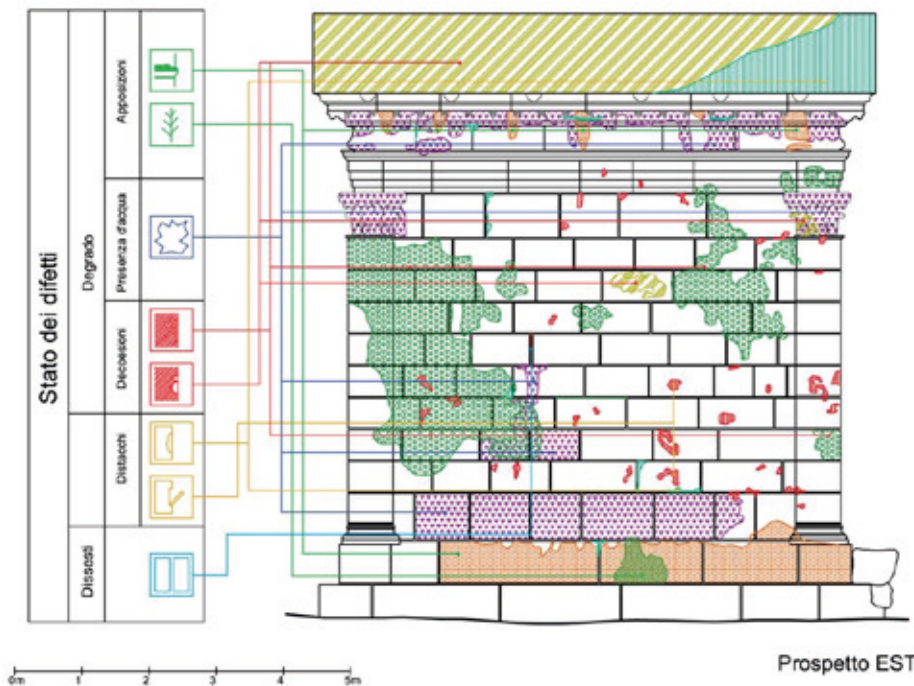 Stato dei difetti
Degrado
Dissesti
Apposizioni
Presenza d'acqua
Decoesioni
Distacchi
0m 1 2 3 4 5m
Prospetto EST